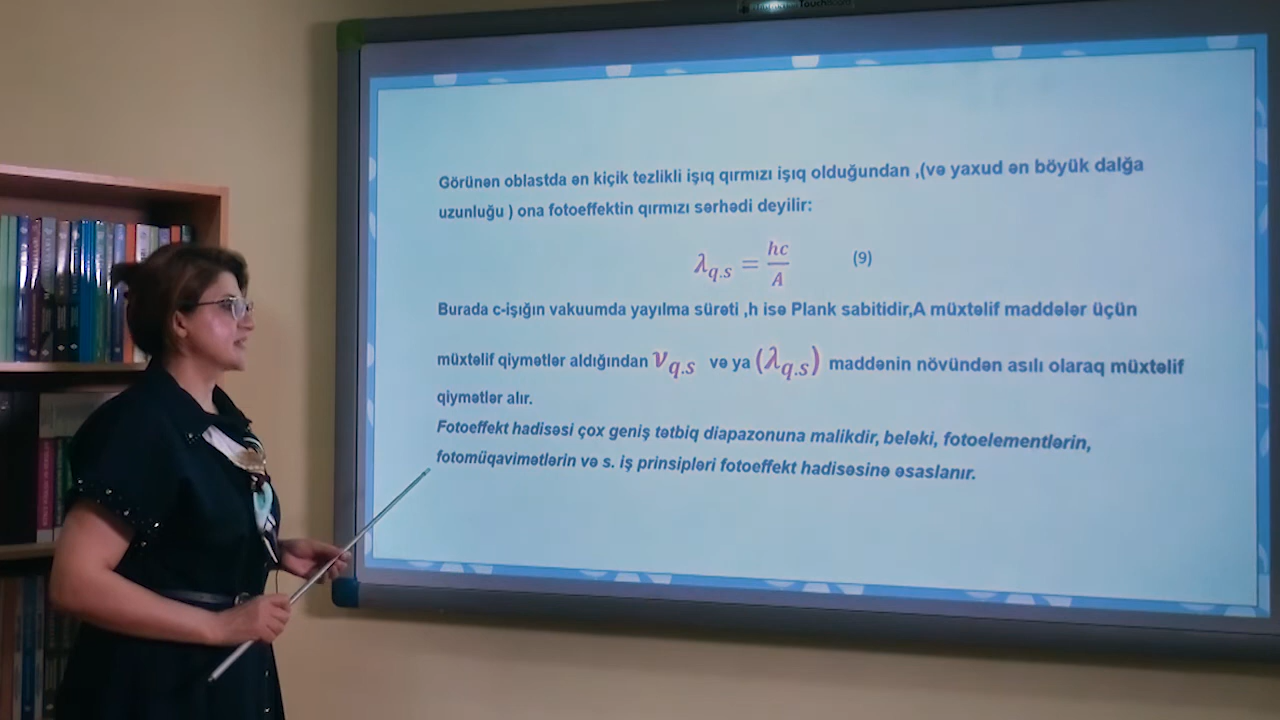 Görünən oblastda ən kiçik tezlikli işıq qırmızı işıq olduğundan ,(və yaxud ən böyük dalğa
uzunluğu ) ona fotoeffektin qırmızı sərhədi deyilir:
λq.s = hc/A (9)
Burada c-işığın vakuumda yayılma sürəti ,h isə Plank sabitidir,A müxtəlif maddələr üçün
müxtəlif qiymətlər aldığından νq.s və ya (λq.s) maddənin növündən asılı olaraq müxtəlif
qiymətlər alır.
Fotoeffekt hadisəsi çox geniş tətbiq diapazonuna malikdir, beləki, fotoelementlərin,
fotomüqavimətlərin və s. iş prinsipləri fotoeffekt hadisəsinə əsaslanır.